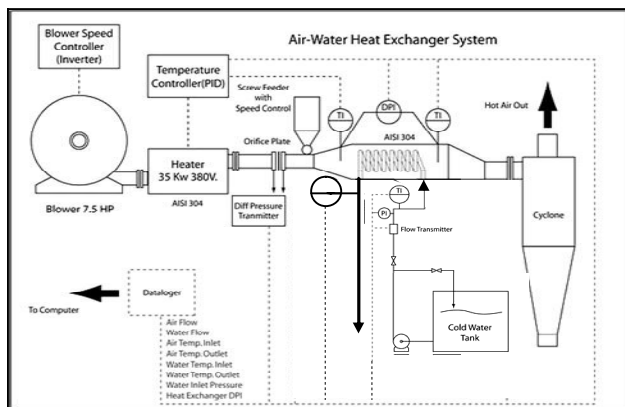 Air-Water Heat Exchanger System
Blower Speed
Controller
(Inverter)
Temperature
Controller(PID)
Screw Feeder
with
Speed Control
Orifice Plate
TI
DPI
TI
AISI 304
Hot Air Out
Heater
35 Kw 380V.
AISI 304
Blower 7.5 HP
Diff Pressure
Tranmitter
TI
PI
Flow Transmitter
Cyclone
Dataloger
To Computer
Cold Water
Tank
Air Flow
Water Flow
Air Temp. Inlet
Air Temp. Outlet
Water Temp. Inlet
Water Temp. Outlet
Water Inlet Pressure
Heat Exchanger DPI